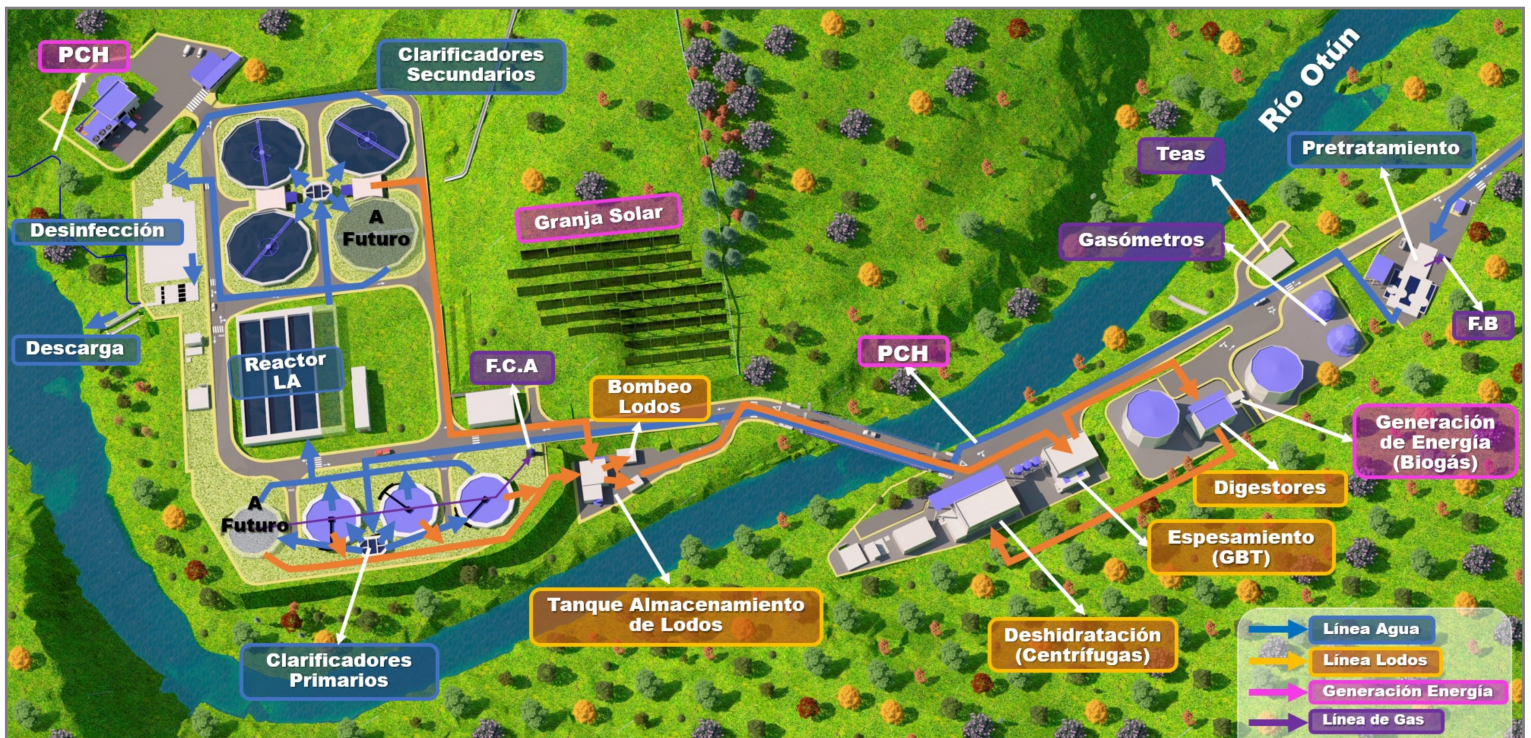 PCH
Clarificadores
Secundarios
Río Otún
Teas
Pretratamiento
Desinfección
A
Futuro
Granja Solar
Gasómetros
Descarga
Reactor
LA
F.C.A
PCH
F.B
Bombeo
Lodos
Generación
de Energía
(Biogás)
Digestores
A
Futuro
Espesamiento
(GBT)
Tanque Almacenamiento
de Lodos
Deshidratación
(Centrífugas)
Clarificadores
Primarios
Línea Agua
Línea Lodos
Generación Energía
Línea de Gas